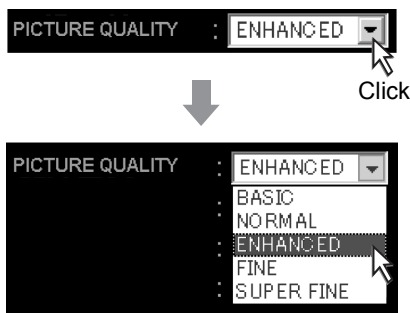 PICTURE QUALITY : ENHANCED
Click
PICTURE QUALITY : ENHANCED
: BASIC
NORMAL
: ENHANCED
FINE
: SUPER FINE